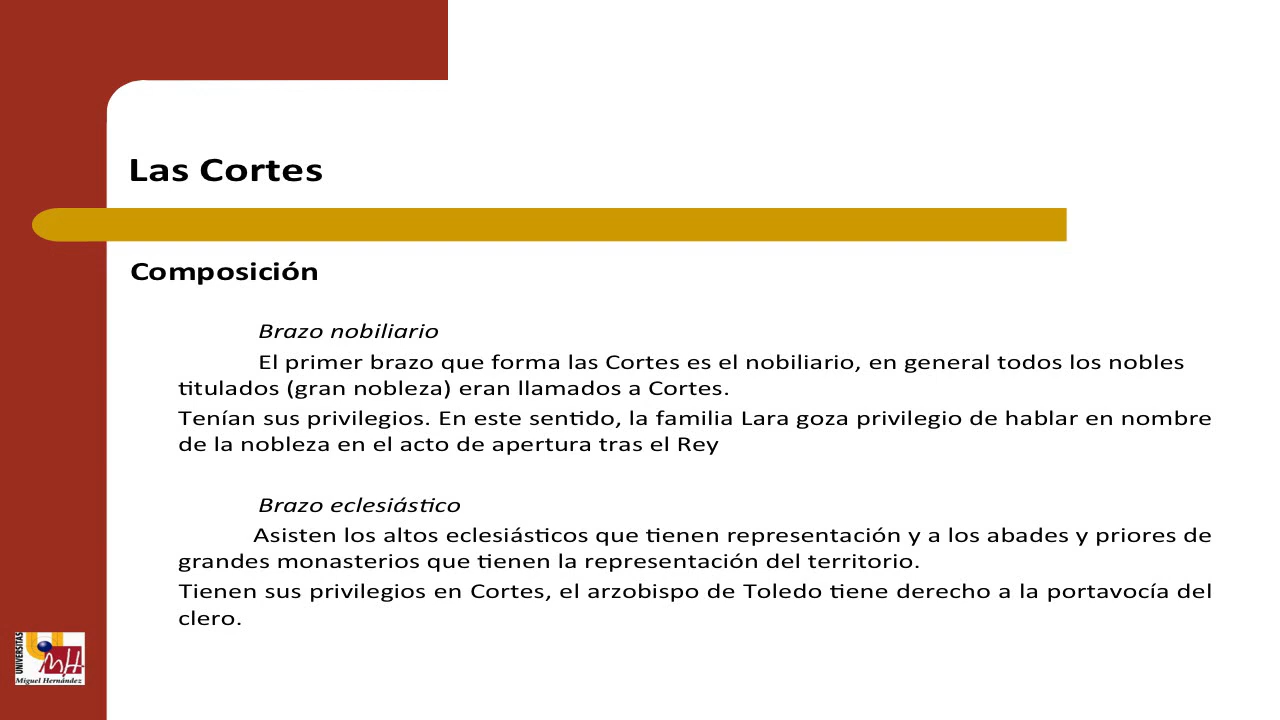 Las Cortes
Composición
Brazo nobiliario
El primer brazo que forma las Cortes es el nobiliario, en general todos los nobles
titulados (gran nobleza) eran llamados a Cortes.
Tenían sus privilegios. En este sentido, la familia Lara goza privilegio de hablar en nombre
de la nobleza en el acto de apertura tras el Rey
Brazo eclesiástico
Asisten los altos eclesiásticos que tienen representación y a los abades y priores de
grandes monasterios que tienen la representación del territorio.
Tienen sus privilegios en Cortes, el arzobispo de Toledo tiene derecho a la portavocía del
clero.
UNIVERSITAS
MH
Miguel Hernández